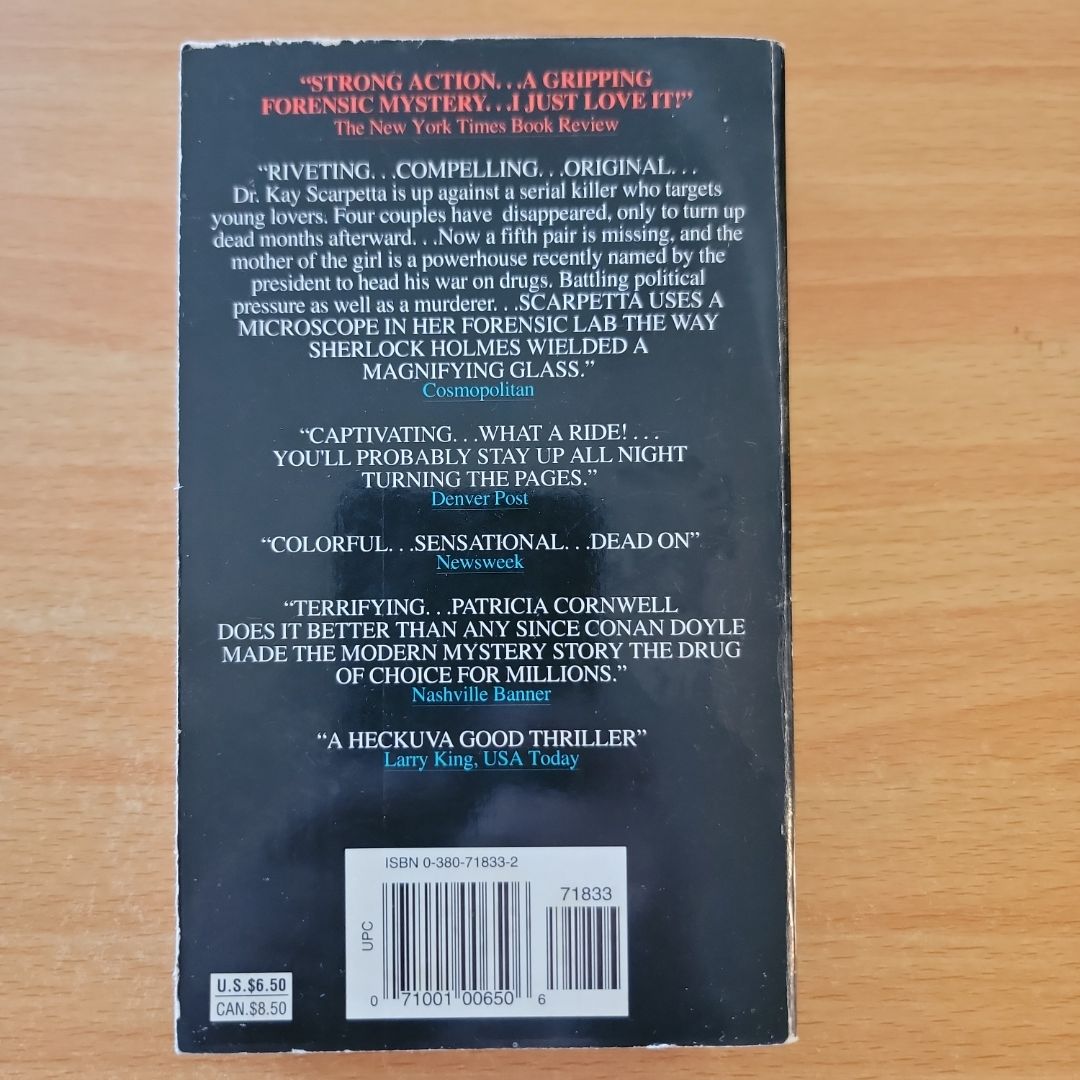 “STRONG ACTION. . .A GRIPPING
FORENSIC MYSTERY. . .I JUST LOVE IT!”
The New York Times Book Review
“RIVETING. . .COMPELLING. . .ORIGINAL. . .
Dr. Kay Scarpetta is up against a serial killer who targets
young lovers. Four couples have disappeared, only to turn up
dead months afterward. . .Now a fifth pair is missing, and the
mother of the girl is a powerhouse recently named by the
president to head his war on drugs. Battling political
pressure as well as a murderer. . .SCARPETTA USES A
MICROSCOPE IN HER FORENSIC LAB THE WAY
SHERLOCK HOLMES WIELDED A
MAGNIFYING GLASS.”
Cosmopolitan
“CAPTIVATING. . .WHAT A RIDE! . . .
YOU'LL PROBABLY STAY UP ALL NIGHT
TURNING THE PAGES.”
Denver Post
“COLORFUL. . .SENSATIONAL. . .DEAD ON”
Newsweek
“TERRIFYING. . .PATRICIA CORNWELL
DOES IT BETTER THAN ANY SINCE CONAN DOYLE
MADE THE MODERN MYSTERY STORY THE DRUG
OF CHOICE FOR MILLIONS.”
Nashville Banner
“A HECKUVA GOOD THRILLER”
Larry King, USA Today
ISBN 0-380-71833-2
71833
UPC
0 71001 00650 6
U.S.$6.50
CAN.$8.50